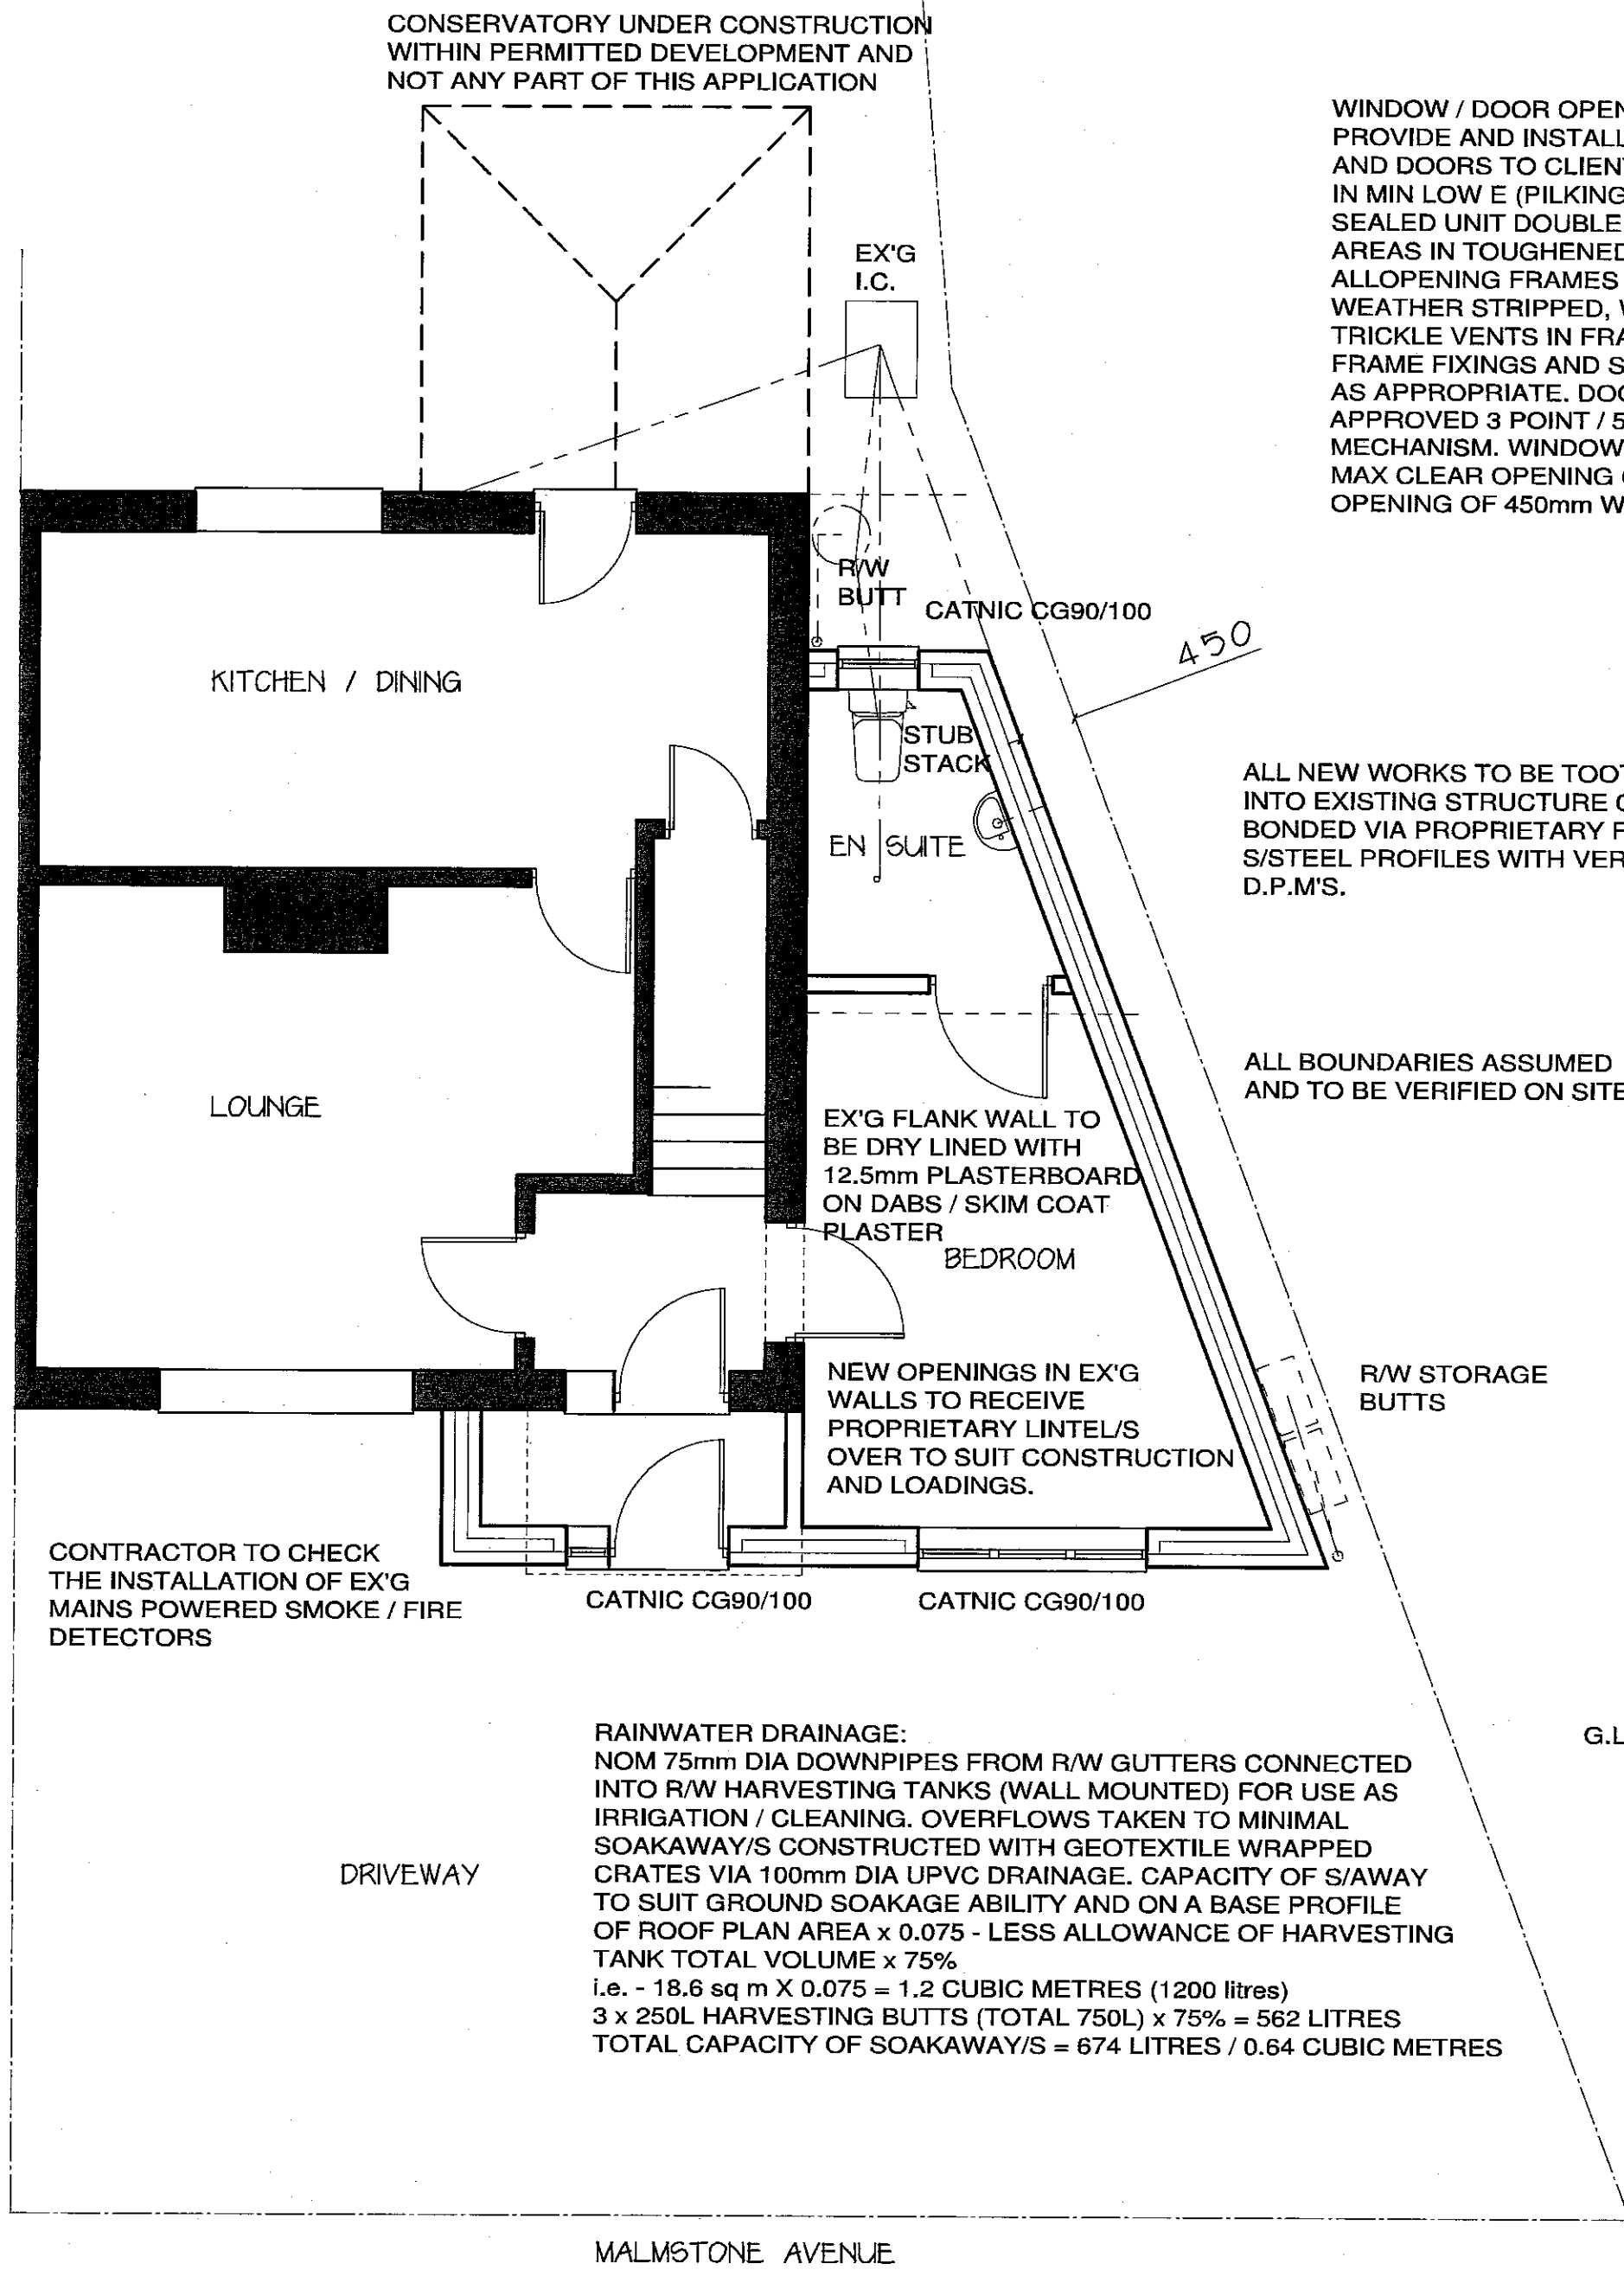 CONSERVATORY UNDER CONSTRUCTION
WITHIN PERMITTED DEVELOPMENT AND
NOT ANY PART OF THIS APPLICATION
WINDOW / DOOR OPEN
PROVIDE AND INSTALL
AND DOORS TO CLIENT
IN MIN LOW E (PILKING
SEALED UNIT DOUBLE
AREAS IN TOUGHENED
ALLOPENING FRAMES
WEATHER STRIPPED,
TRICKLE VENTS IN FRA
FRAME FIXINGS AND S
AS APPROPRIATE. DOO
APPROVED 3 POINT / 5
MECHANISM. WINDOW
MAX CLEAR OPENING
OPENING OF 450mm W
EX'G
I.C.
R/W
BUTT
CATNIC CG90/100
450
KITCHEN / DINING
STUB
STACK
EN SUITE
ALL NEW WORKS TO BE TOOT
INTO EXISTING STRUCTURE
BONDED VIA PROPRIETARY F
S/STEEL PROFILES WITH VER
D.P.M'S.
LOUNGE
ALL BOUNDARIES ASSUMED
AND TO BE VERIFIED ON SITE
EX'G FLANK WALL TO
BE DRY LINED WITH
12.5mm PLASTERBOARD
ON DABS / SKIM COAT
PLASTER
BEDROOM
NEW OPENINGS IN EX'G
WALLS TO RECEIVE
PROPRIETARY LINTEL/S
OVER TO SUIT CONSTRUCTION
AND LOADINGS.
R/W STORAGE
BUTTS
CONTRACTOR TO CHECK
THE INSTALLATION OF EX'G
MAINS POWERED SMOKE / FIRE
DETECTORS
CATNIC CG90/100
CATNIC CG90/100
G.L
RAINWATER DRAINAGE:
NOM 75mm DIA DOWNPIPES FROM R/W GUTTERS CONNECTED
INTO R/W HARVESTING TANKS (WALL MOUNTED) FOR USE AS
IRRIGATION / CLEANING. OVERFLOWS TAKEN TO MINIMAL
SOAKAWAY/S CONSTRUCTED WITH GEOTEXTILE WRAPPED
CRATES VIA 100mm DIA UPVC DRAINAGE. CAPACITY OF S/AWAY
TO SUIT GROUND SOAKAGE ABILITY AND ON A BASE PROFILE
OF ROOF PLAN AREA x 0.075 - LESS ALLOWANCE OF HARVESTING
TANK TOTAL VOLUME x 75%
i.e. - 18.6 sq m X 0.075 = 1.2 CUBIC METRES (1200 litres)
3 x 250L HARVESTING BUTTS (TOTAL 750L) x 75% = 562 LITRES
TOTAL CAPACITY OF SOAKAWAY/S = 674 LITRES / 0.64 CUBIC METRES
DRIVEWAY
MALMSTONE AVENUE